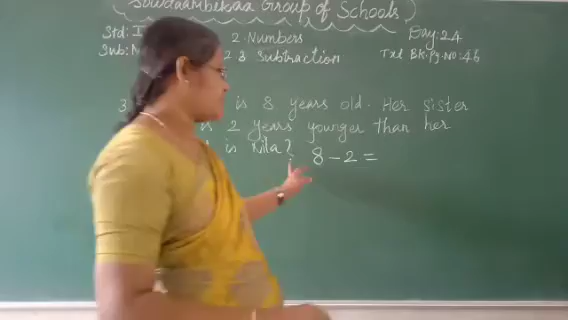 Sowdaambikaa Group of Schools
Std: I 2. Numbers Day: 24
Sub: 2.3 Subtraction Txt Bk. Pg. No: 46
3 is 8 years old. Her sister
is 2 years younger than her
is Nila? 8 - 2 =